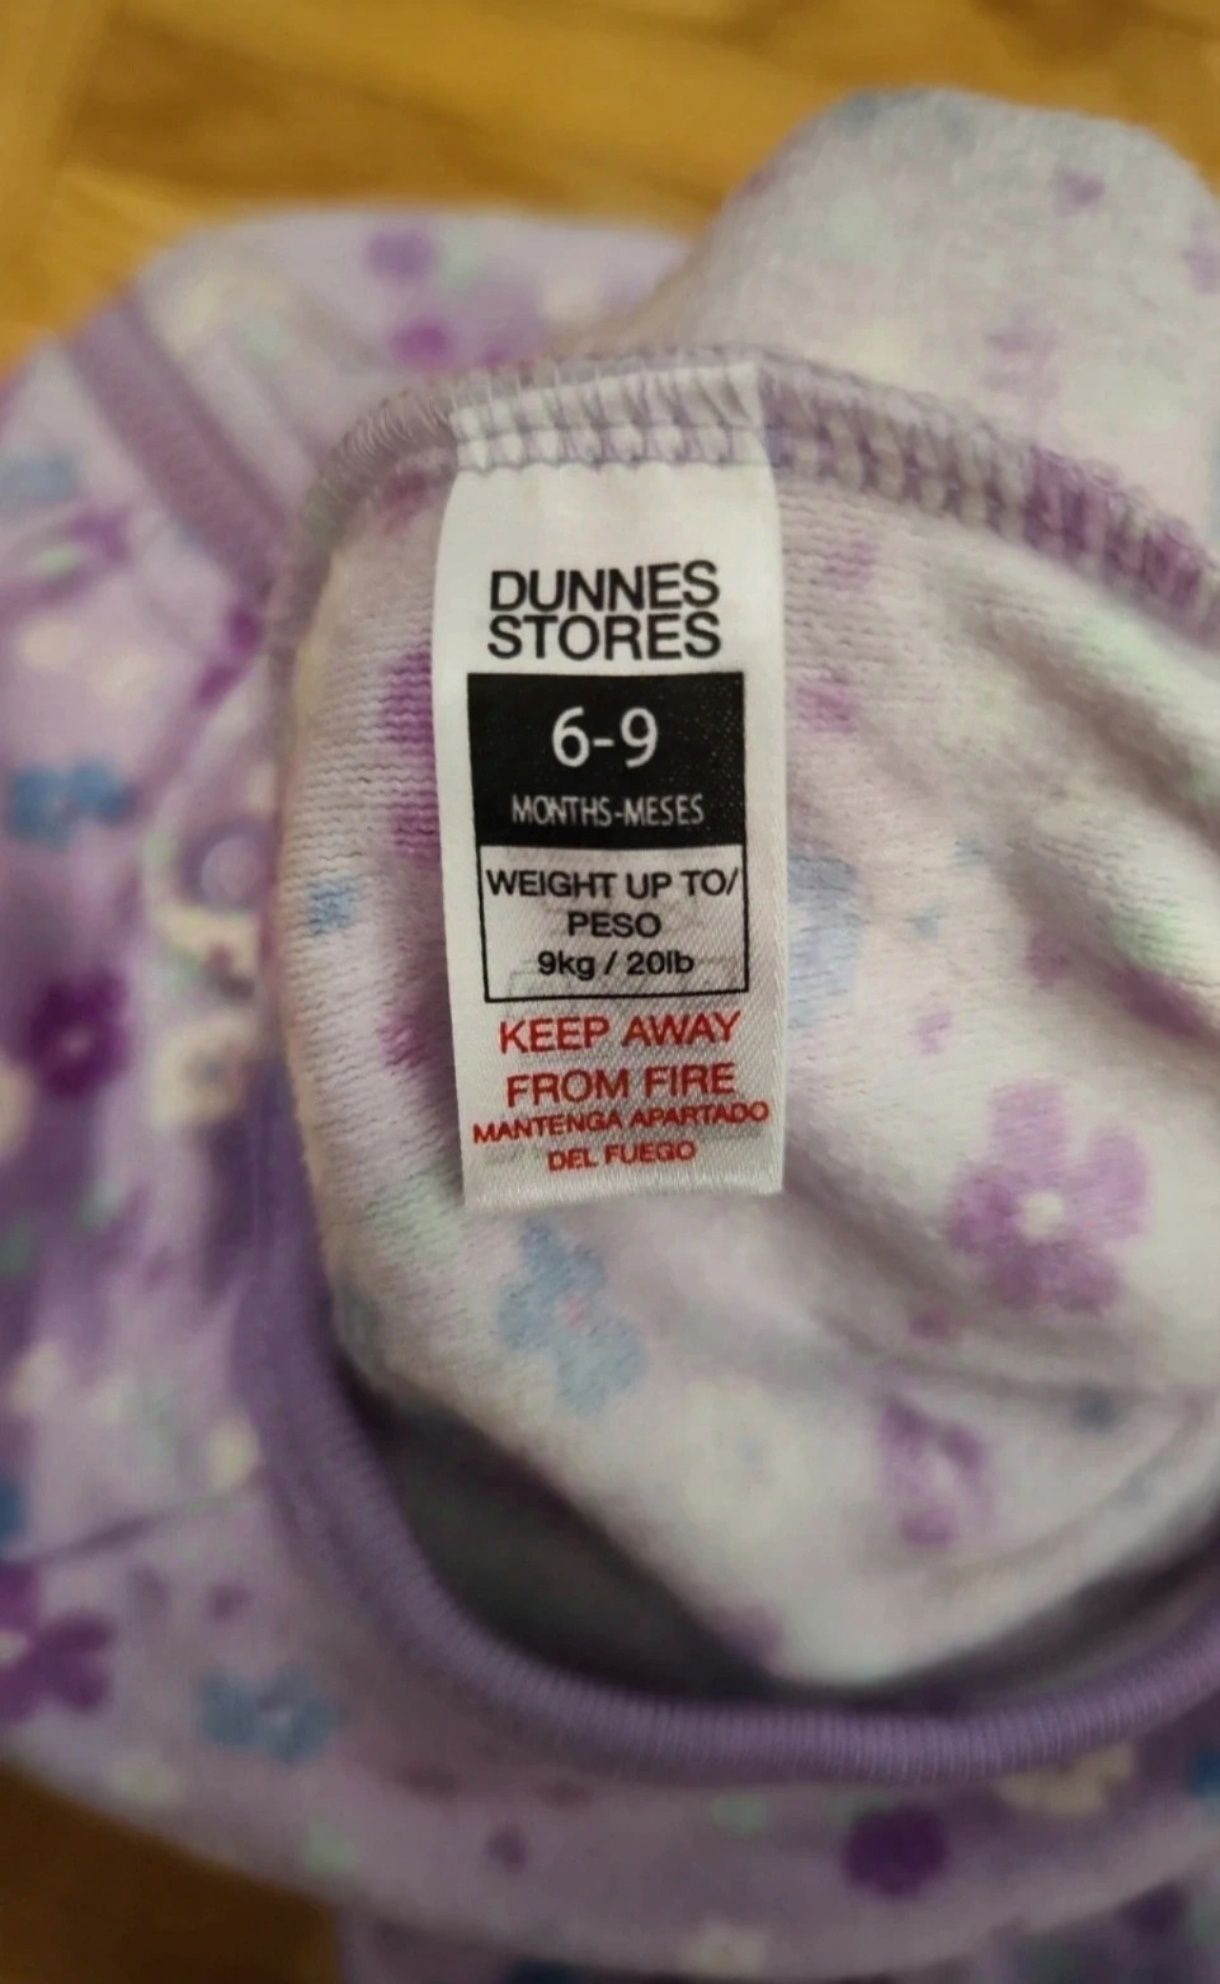 DUNNES
STORES
6-9
MONTHS-MESES
WEIGHT UP TO/
PESO
9kg / 20lb
KEEP AWAY
FROM FIRE
MANTENGA APARTADO
DEL FUEGO